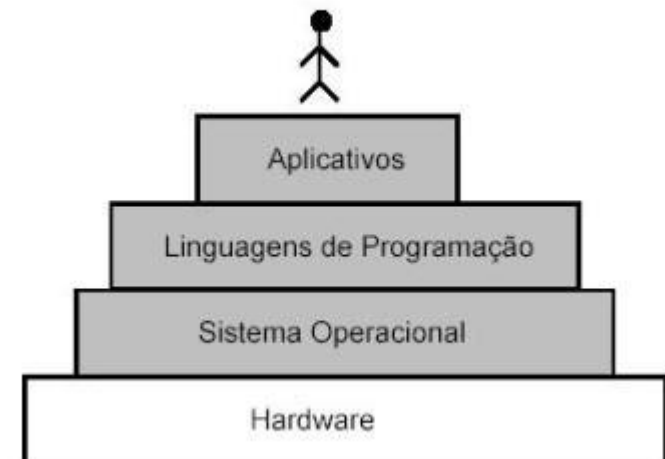 Aplicativos
Linguagens de Programação
Sistema Operacional
Hardware